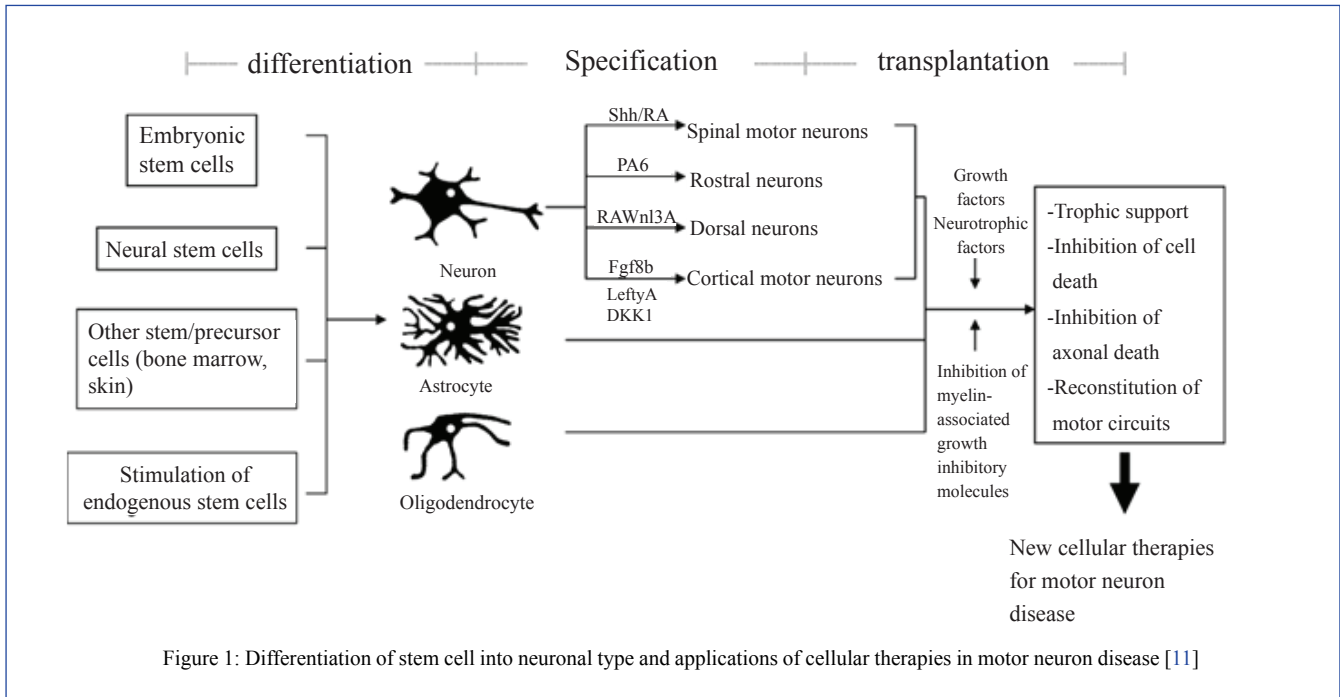 differentiation
Specification
transplantation
Embryonic
stem cells
Neural stem cells
Other stem/precursor
cells (bone marrow,
skin)
Stimulation of
endogenous stem cells
Neuron
Astrocyte
Oligodendrocyte
Shh/RA
Spinal motor neurons
PA6
Rostral neurons
RAWnl3A
Dorsal neurons
Fgf8b
Cortical motor neurons
LeftyA
DKK1
Growth
factors
Neurotrophic
factors
Inhibition of
myelin-
associated
growth
inhibitory
molecules
-Trophic support
-Inhibition of cell
death
-Inhibition of
axonal death
-Reconstitution of
motor circuits
New cellular therapies
for motor neuron
disease
Figure 1: Differentiation of stem cell into neuronal type and applications of cellular therapies in motor neuron disease [11]